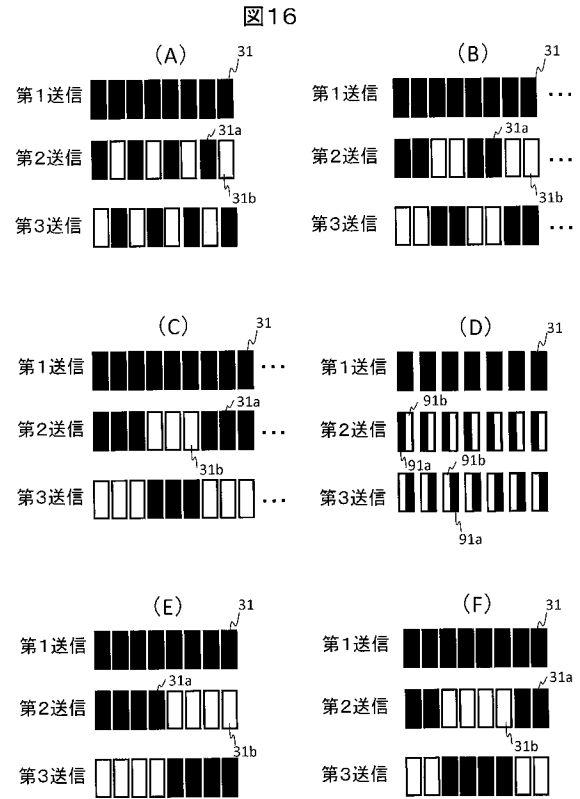 図16
(A)
31
第1送信
31a
第2送信
31b
第3送信
(B)
31
第1送信 ···
31a
第2送信 ···
31b
第3送信 ···
(C)
31
第1送信 ···
31a
第2送信 ···
31b
第3送信 ···
(D)
31
第1送信
91b
第2送信
91a
91b
第3送信
91a
(E)
31
第1送信
31a
第2送信
31b
第3送信
(F)
31
第1送信
31a
第2送信
31b
第3送信